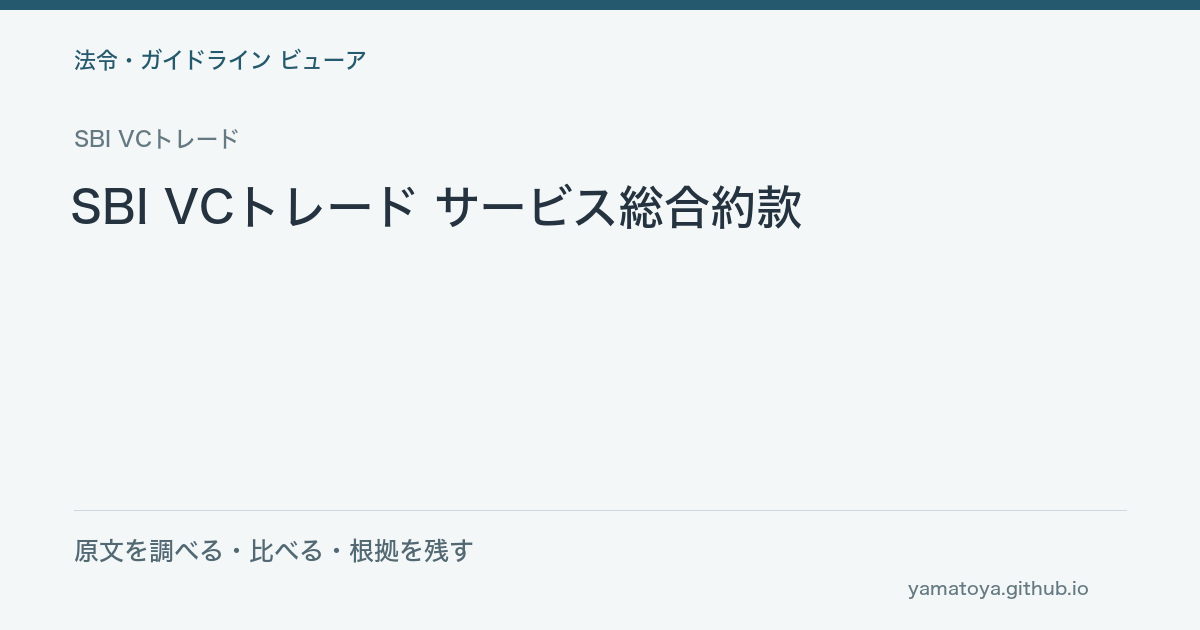 法令・ガイドライン ビューア
SBI VCトレード
SBI VCトレード サービス総合約款
原文を調べる・比べる・根拠を残す
yamatoya.github.io